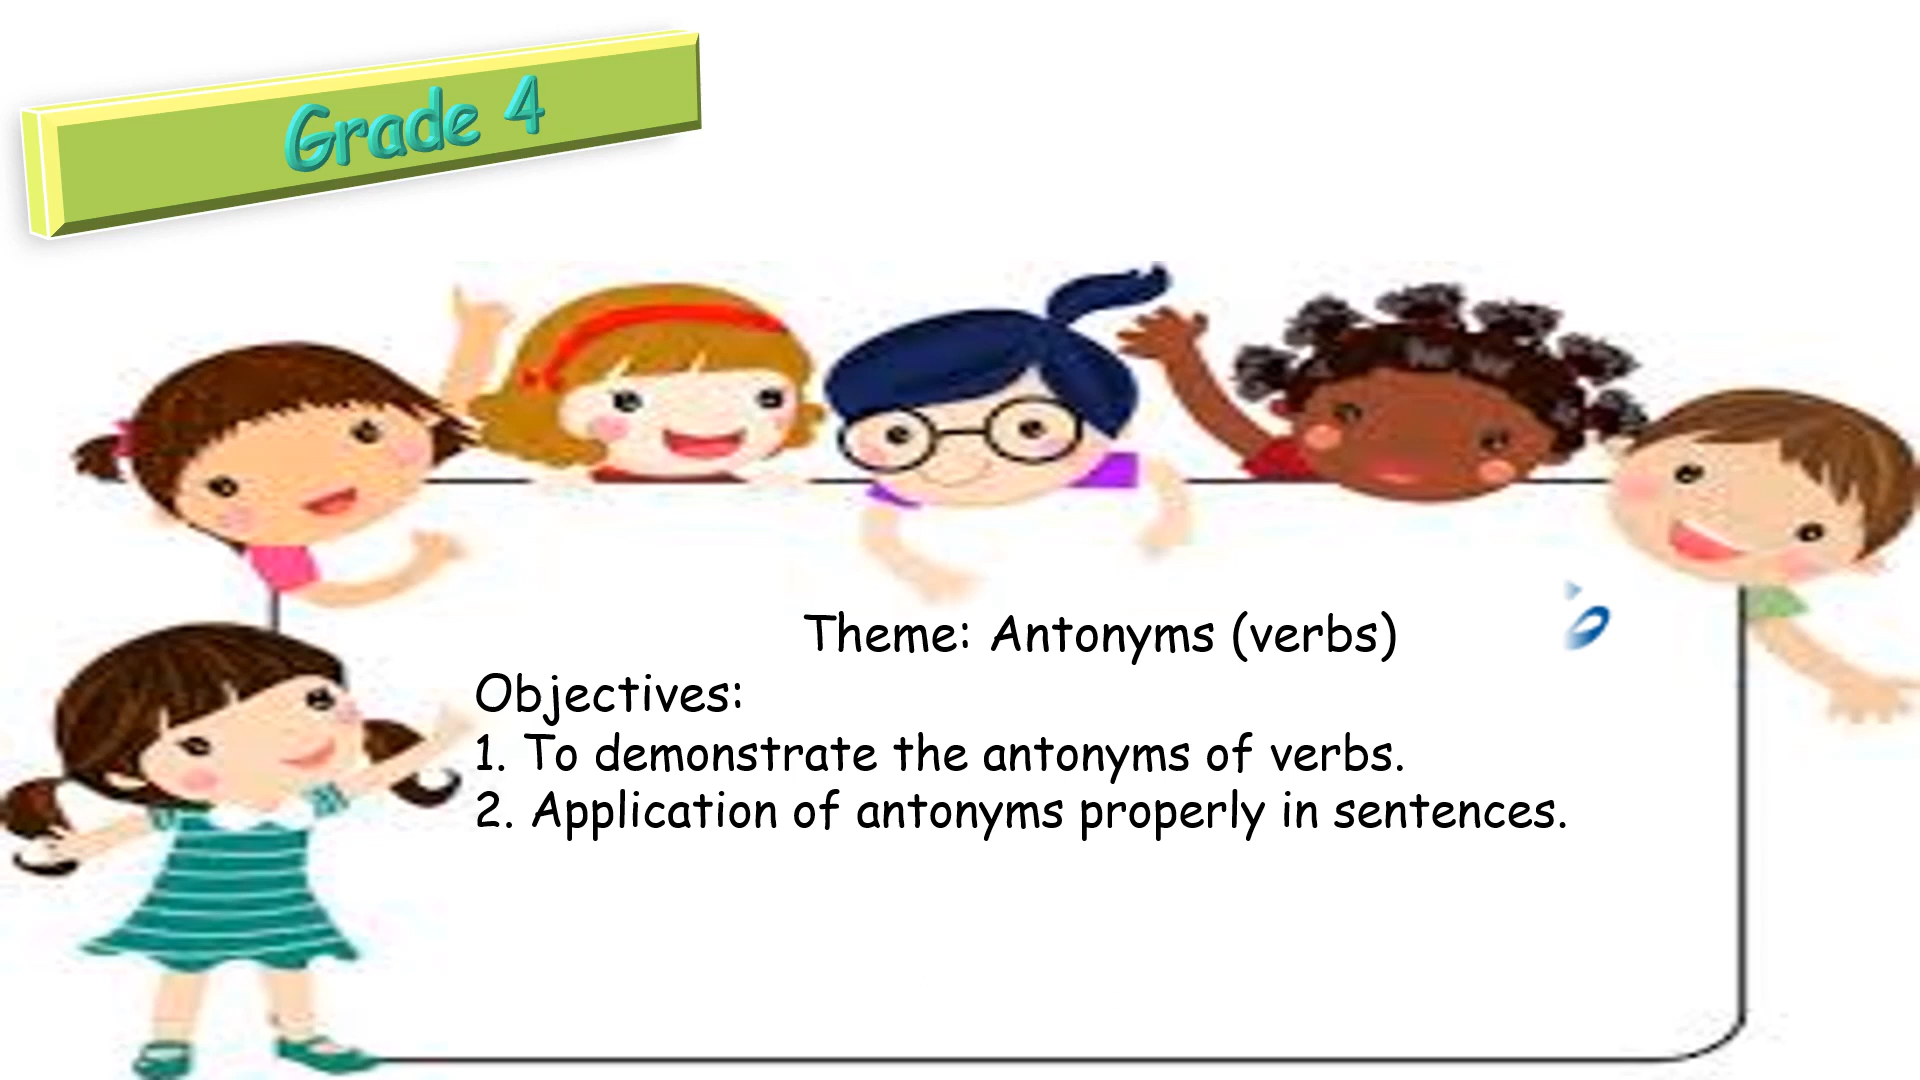 Grade 4
Theme: Antonyms (verbs)
Objectives:
1. To demonstrate the antonyms of verbs.
2. Application of antonyms properly in sentences.